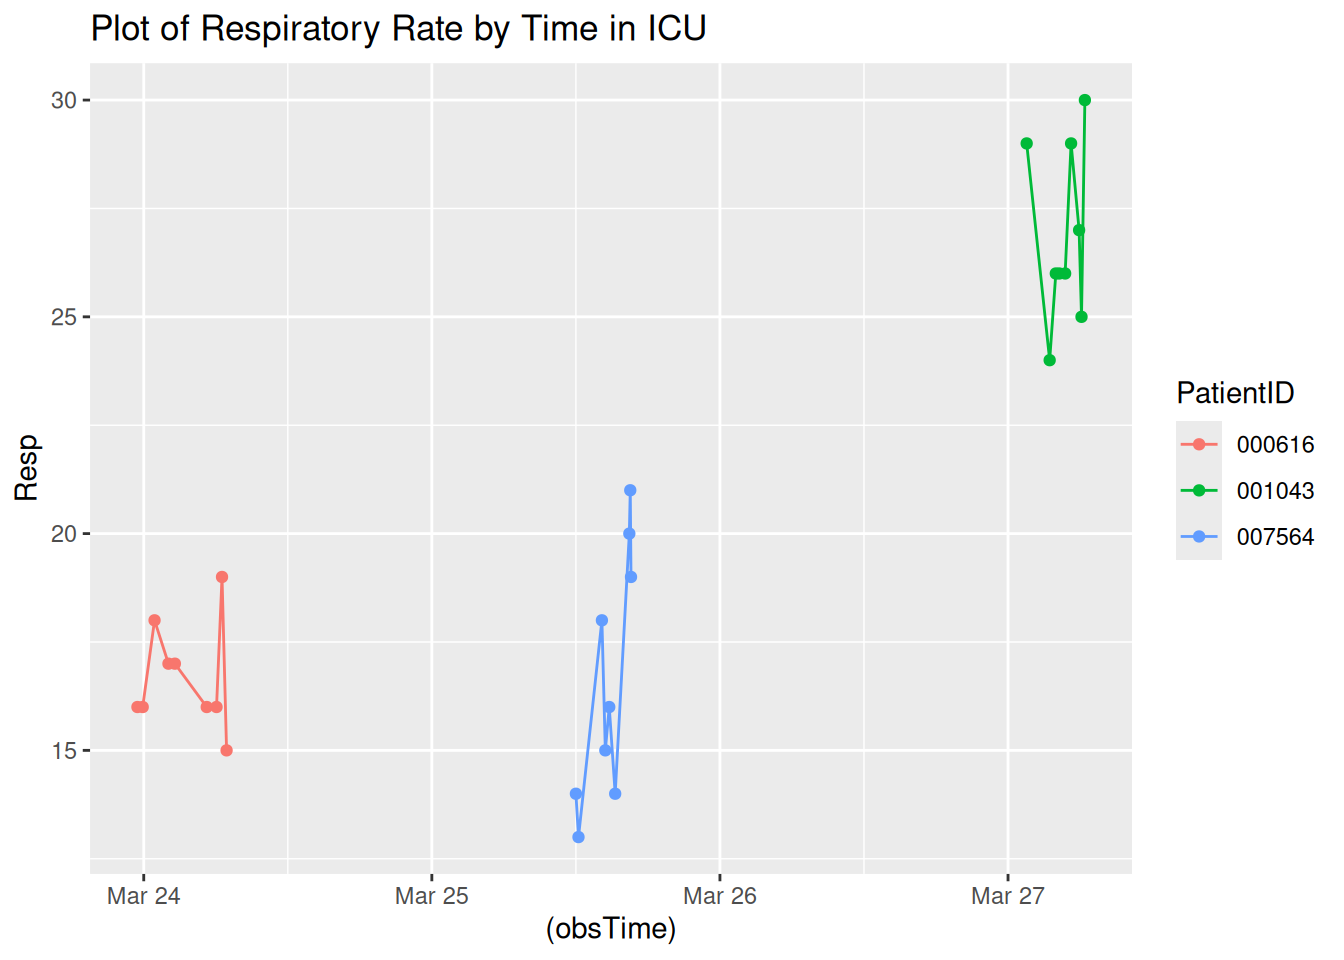 Plot of Respiratory Rate by Time in ICU
30
25
20
15
Resp
Mar 24
Mar 25
Mar 26
Mar 27
(obsTime)
PatientID
000616
001043
007564